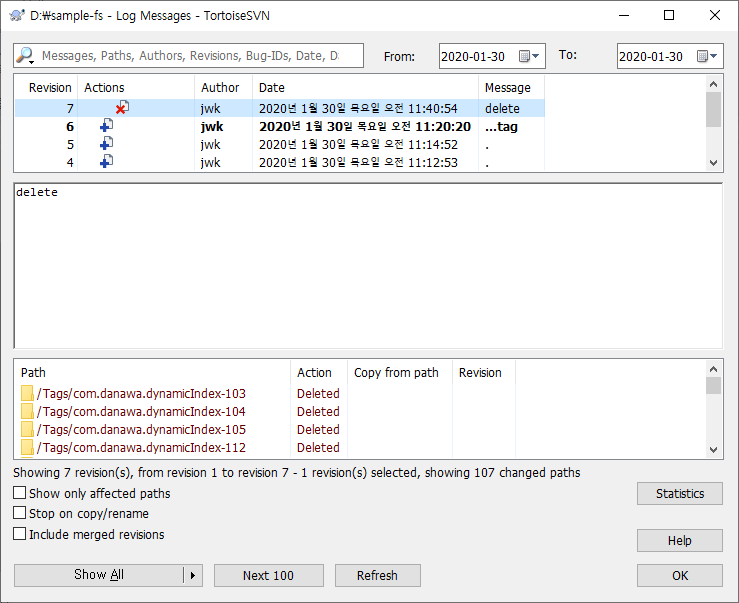 D:\sample-fs - Log Messages - TortoiseSVN
Messages, Paths, Authors, Revisions, Bug-IDs, Date, D: From: 2020-01-30 To: 2020-01-30
Revision Actions Author Date Message
7 jwk 2020년 1월 30일 목요일 오전 11:40:54 delete
6 jwk 2020년 1월 30일 목요일 오전 11:20:20 ...tag
5 jwk 2020년 1월 30일 목요일 오전 11:14:52 .
4 jwk 2020년 1월 30일 목요일 오전 11:12:53 .
delete
Path Action Copy from path Revision
/Tags/com.danawa.dynamicIndex-103 Deleted
/Tags/com.danawa.dynamicIndex-104 Deleted
/Tags/com.danawa.dynamicIndex-105 Deleted
/Tags/com.danawa.dynamicIndex-112 Deleted
Showing 7 revision(s), from revision 1 to revision 7 - 1 revision(s) selected, showing 107 changed paths
Show only affected paths Statistics
Stop on copy/rename
Include merged revisions Help
Show All Next 100 Refresh OK